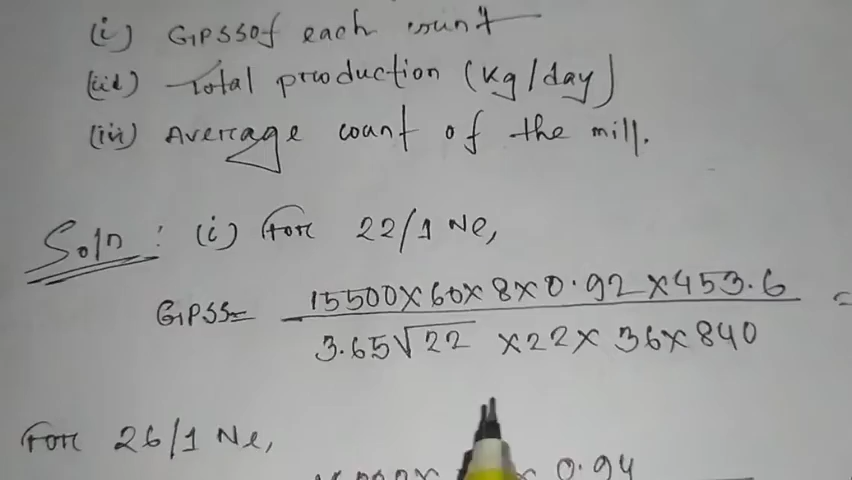 (i) GPSS of each count
(ii) Total production (Kg/day)
(iii) Average count of the mill.
Soln: (i) For 22/1 Ne,
GPSS= 15500×60×8×0.92×453.6 / 3.65√22 ×22×36×840 =
For 26/1 Ne,
× 0.94